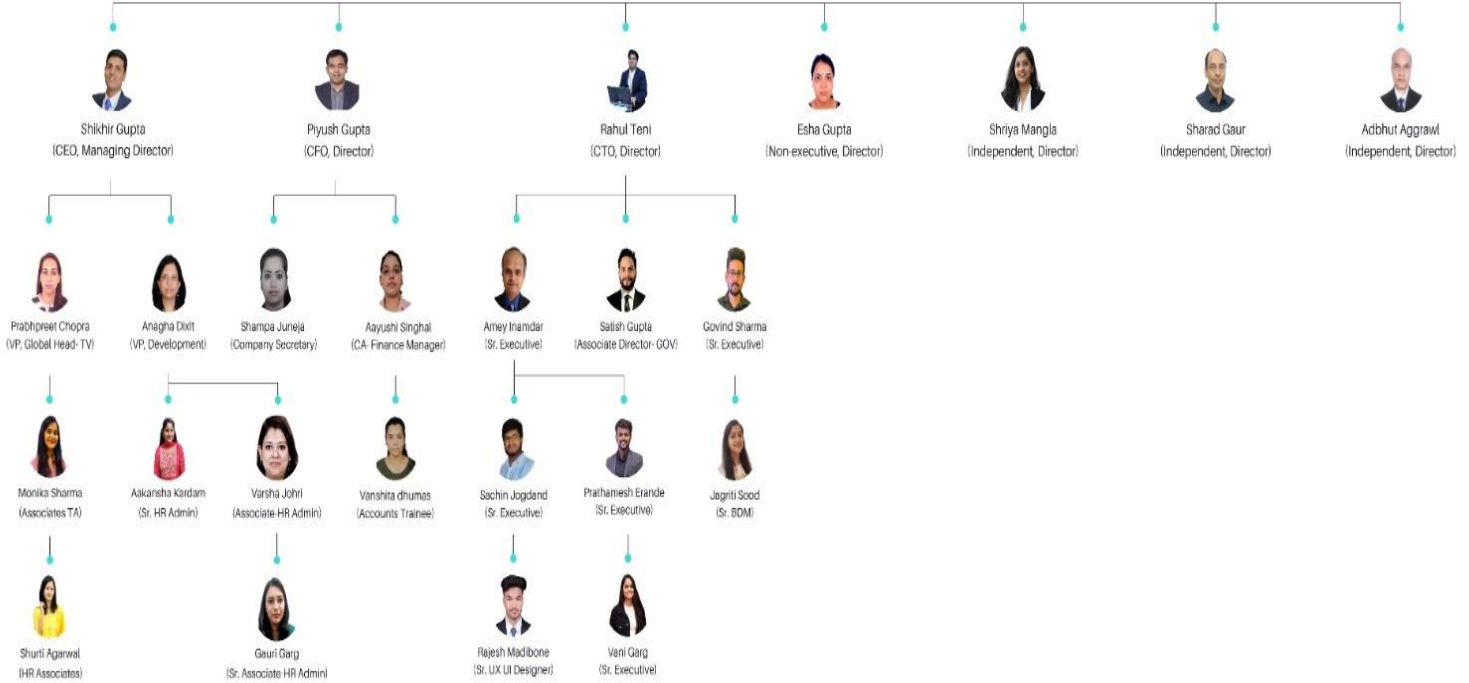 Shikhir Gupta
(CEO, Managing Director)
Piyush Gupta
(CFO, Director)
Rahul Teni
(CTO, Director)
Esha Gupta
(Non-executive, Director)
Shriya Mangla
(Independent, Director)
Sharad Gaur
(Independent, Director)
Adbhut Aggrawl
(Independent, Director)
Prabhpreet Chopra
(VP, Global Head- TV)
Anagha Dixit
(VP, Development)
Shampa Juneja
(Company Secretary)
Aayushi Singhal
(CA- Finance Manager)
Amey Inamdar
(Sr. Executive)
Satish Gupta
(Associate Director- GOV)
Govind Sharma
(Sr. Executive)
Monika Sharma
(Associates TA)
Aakansha Kardam
(Sr. HR Admin)
Varsha Johri
(Associate-HR Admin)
Vanshita dhumas
(Accounts Trainee)
Sachin Jogdand
(Sr. Executive)
Prathamesh Erande
(Sr. Executive)
Jagriti Sood
(Sr. BDM)
Shurti Agarwal
(HR Associates)
Gauri Garg
(Sr. Associate HR Admin)
Rajesh Madibone
(Sr. UX UI Designer)
Vani Garg
(Sr. Executive)